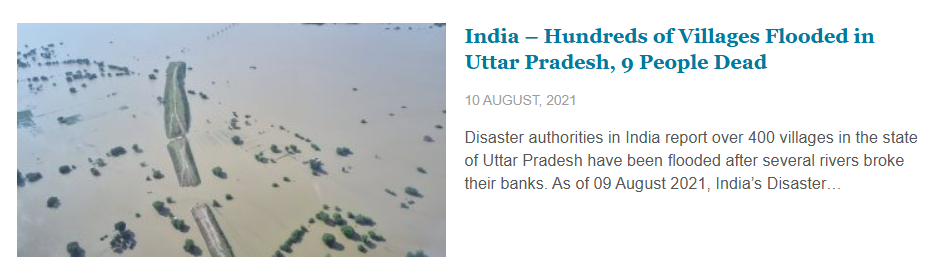 India – Hundreds of Villages Flooded in
Uttar Pradesh, 9 People Dead
10 AUGUST, 2021
Disaster authorities in India report over 400 villages in the state
of Uttar Pradesh have been flooded after several rivers broke
their banks. As of 09 August 2021, India’s Disaster…